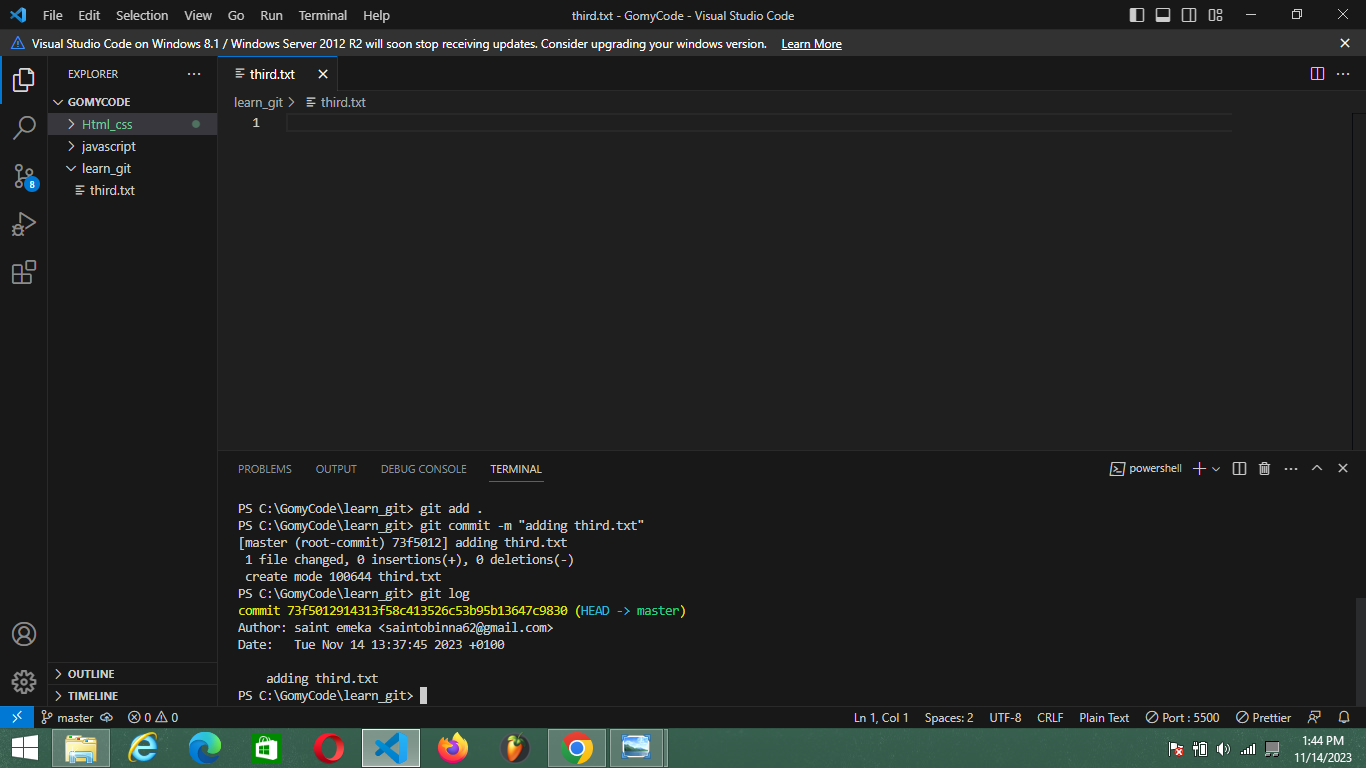 File Edit Selection View Go Run Terminal Help third.txt - GomyCode - Visual Studio Code
Visual Studio Code on Windows 8.1 / Windows Server 2012 R2 will soon stop receiving updates. Consider upgrading your windows version. Learn More
EXPLORER
GOMYCODE
Html_css
javascript
learn_git
third.txt
8
OUTLINE
TIMELINE
third.txt
learn_git > third.txt
1
PROBLEMS OUTPUT DEBUG CONSOLE TERMINAL powershell
PS C:\GomyCode\learn_git> git add .
PS C:\GomyCode\learn_git> git commit -m "adding third.txt"
[master (root-commit) 73f5012] adding third.txt
 1 file changed, 0 insertions(+), 0 deletions(-)
 create mode 100644 third.txt
PS C:\GomyCode\learn_git> git log
commit 73f5012914313f58c413526c53b95b13647c9830 (HEAD -> master)
Author: saint emeka <saintobinna62@gmail.com>
Date:   Tue Nov 14 13:37:45 2023 +0100
    adding third.txt
PS C:\GomyCode\learn_git>
master 0 0 Ln 1, Col 1 Spaces: 2 UTF-8 CRLF Plain Text Port : 5500 Prettier
1:44 PM
11/14/2023